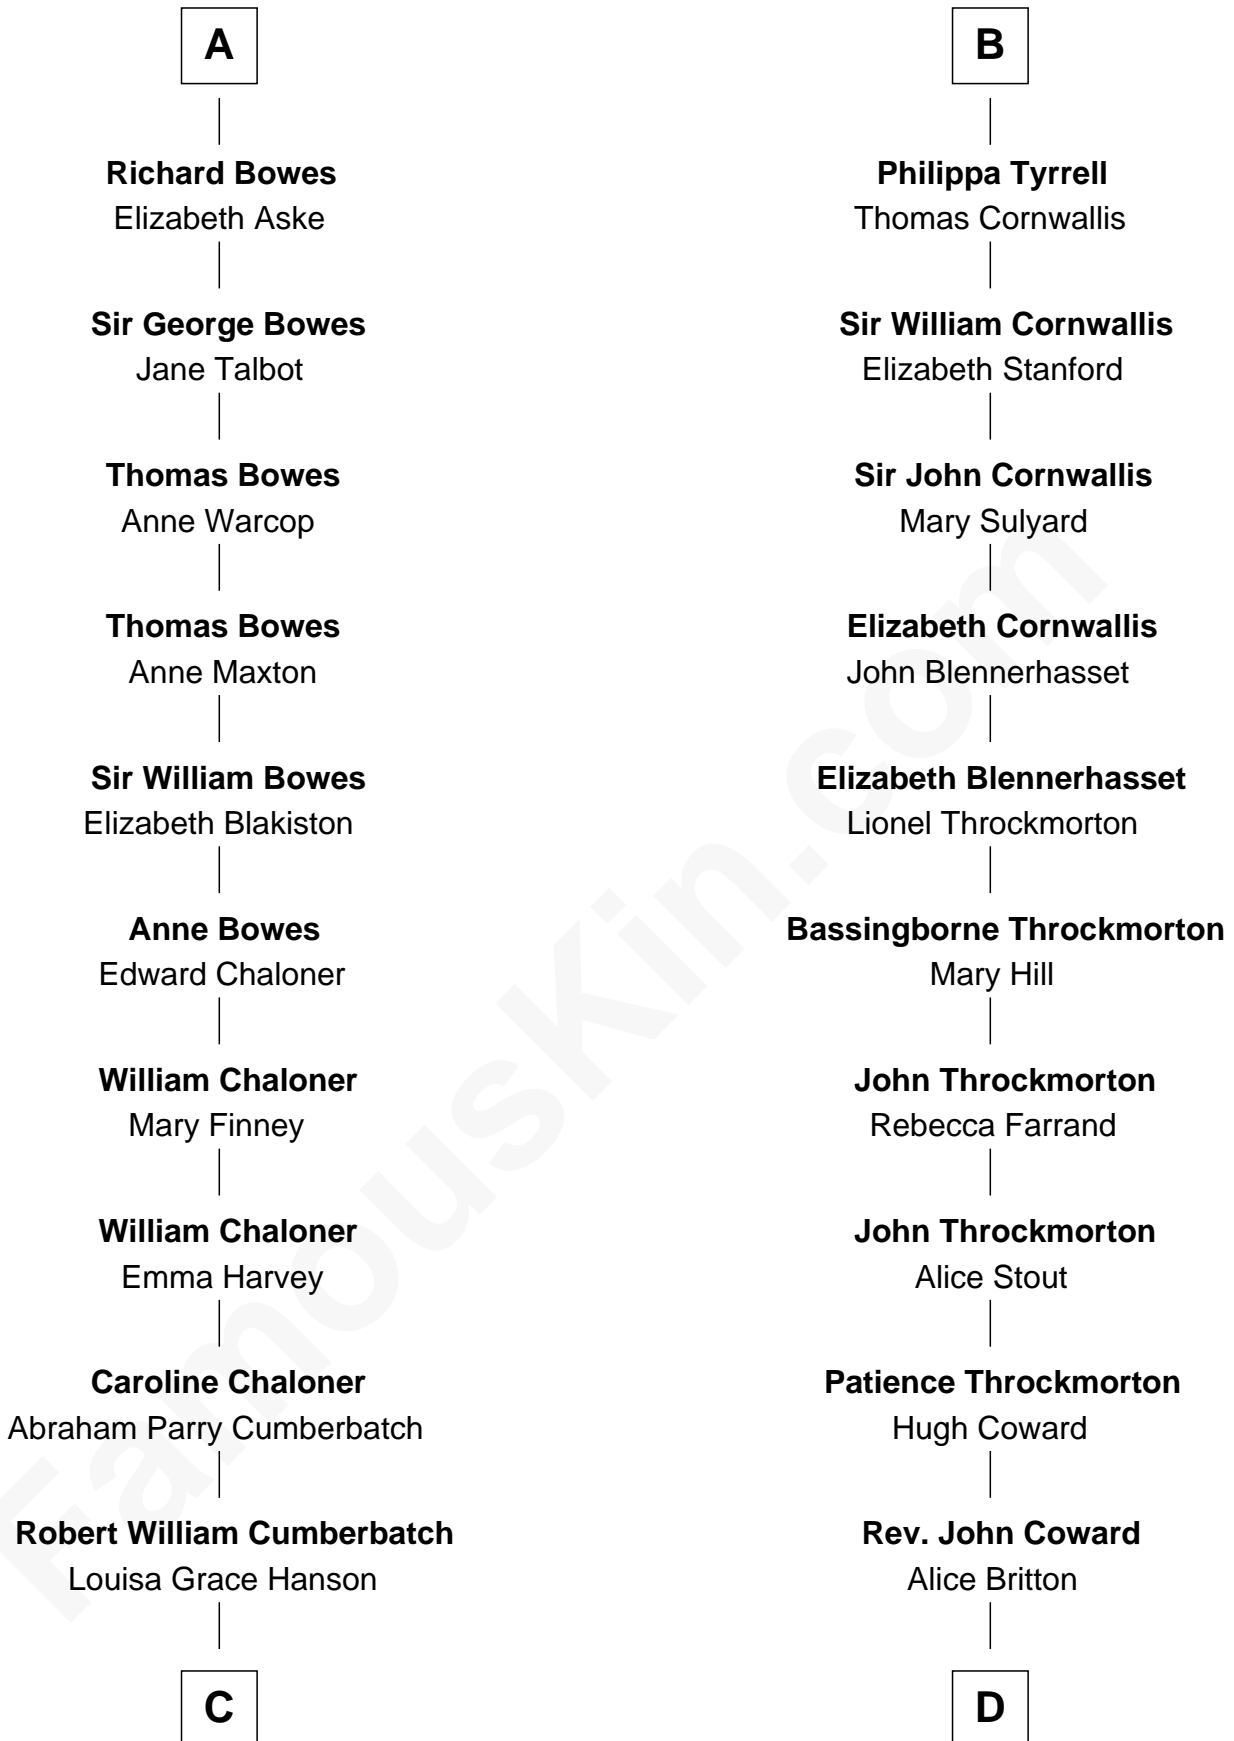 A
Richard Bowes
Elizabeth Aske
Sir George Bowes
Jane Talbot
Thomas Bowes
Anne Warcop
Thomas Bowes
Anne Maxton
Sir William Bowes
Elizabeth Blakiston
Anne Bowes
Edward Chaloner
William Chaloner
Mary Finney
William Chaloner
Emma Harvey
Caroline Chaloner
Abraham Parry Cumberbatch
Robert William Cumberbatch
Louisa Grace Hanson
C
B
Philippa Tyrrell
Thomas Cornwallis
Sir William Cornwallis
Elizabeth Stanford
Sir John Cornwallis
Mary Sulyard
Elizabeth Cornwallis
John Blennerhasset
Elizabeth Blennerhasset
Lionel Throckmorton
Bassingborne Throckmorton
Mary Hill
John Throckmorton
Rebecca Farrand
John Throckmorton
Alice Stout
Patience Throckmorton
Hugh Coward
Rev. John Coward
Alice Britton
D
FamousKin.com